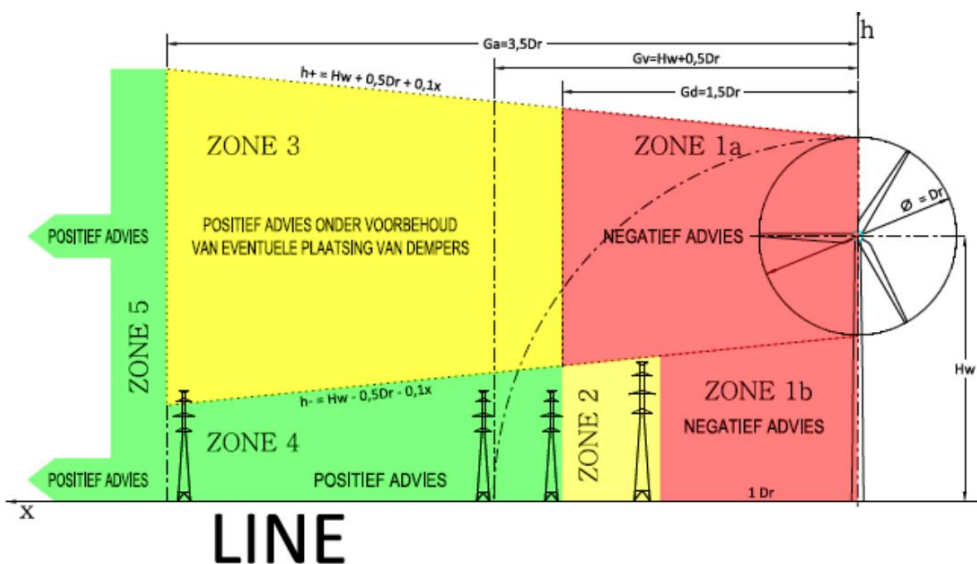 Ga=3,5Dr
h
Gv=Hw+0,5Dr
h+ = Hw + 0,5Dr + 0,1x
Gd=1,5Dr
ZONE 3
ZONE 1a
Ø = Dr
POSITIEF ADVIES
POSITIEF ADVIES ONDER VOORBEHOUD
VAN EVENTUELE PLAATSING VAN DEMPERS
NEGATIEF ADVIES
ZONE 5
Hw
h- = Hw - 0,5Dr - 0,1x
ZONE 2
ZONE 1b
NEGATIEF ADVIES
ZONE 4
POSITIEF ADVIES
POSITIEF ADVIES
1 Dr
x
LINE